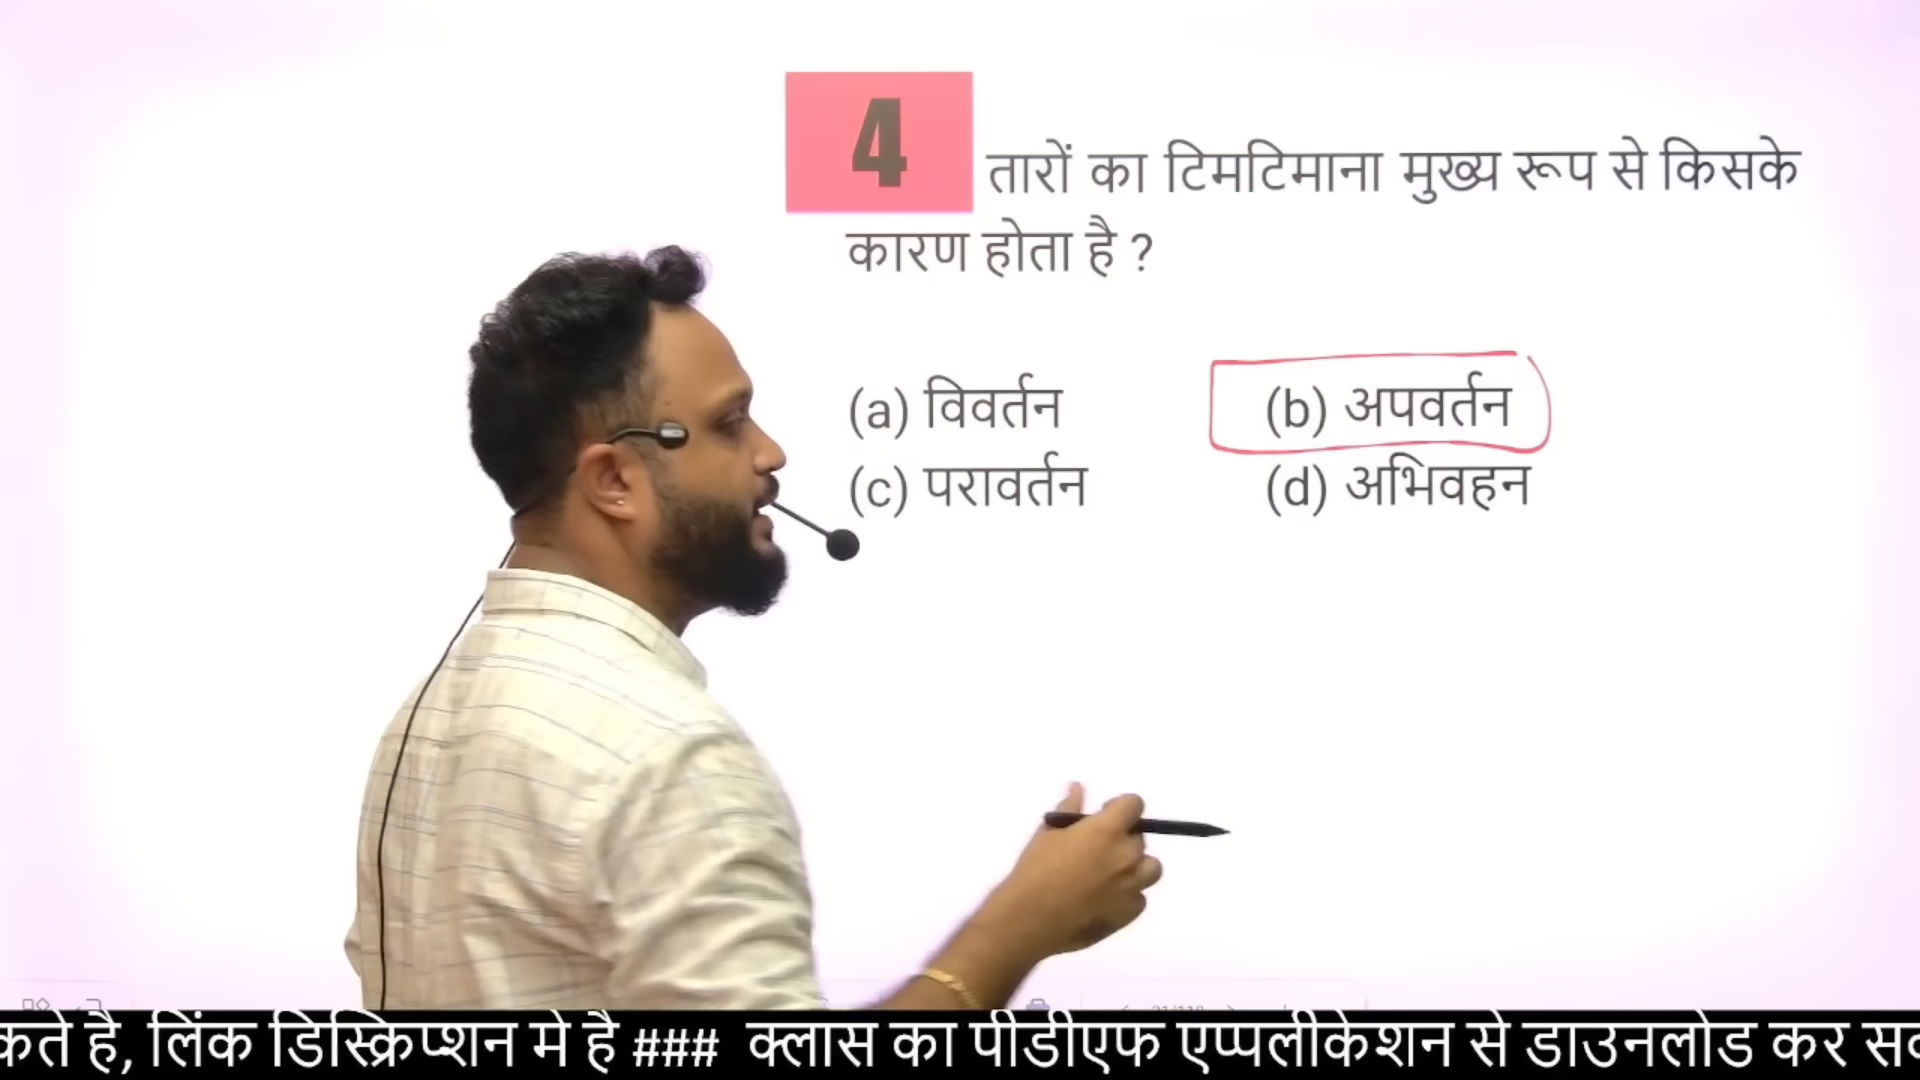 4 तारों का टिमटिमाना मुख्य रूप से किसके
कारण होता है ?
(a) विवर्तन (b) अपवर्तन
(c) परावर्तन (d) अभिवहन
है, लिंक डिस्क्रिप्शन मे है ### क्लास का पीडीएफ एप्पलीकेशन से डाउनलोड कर